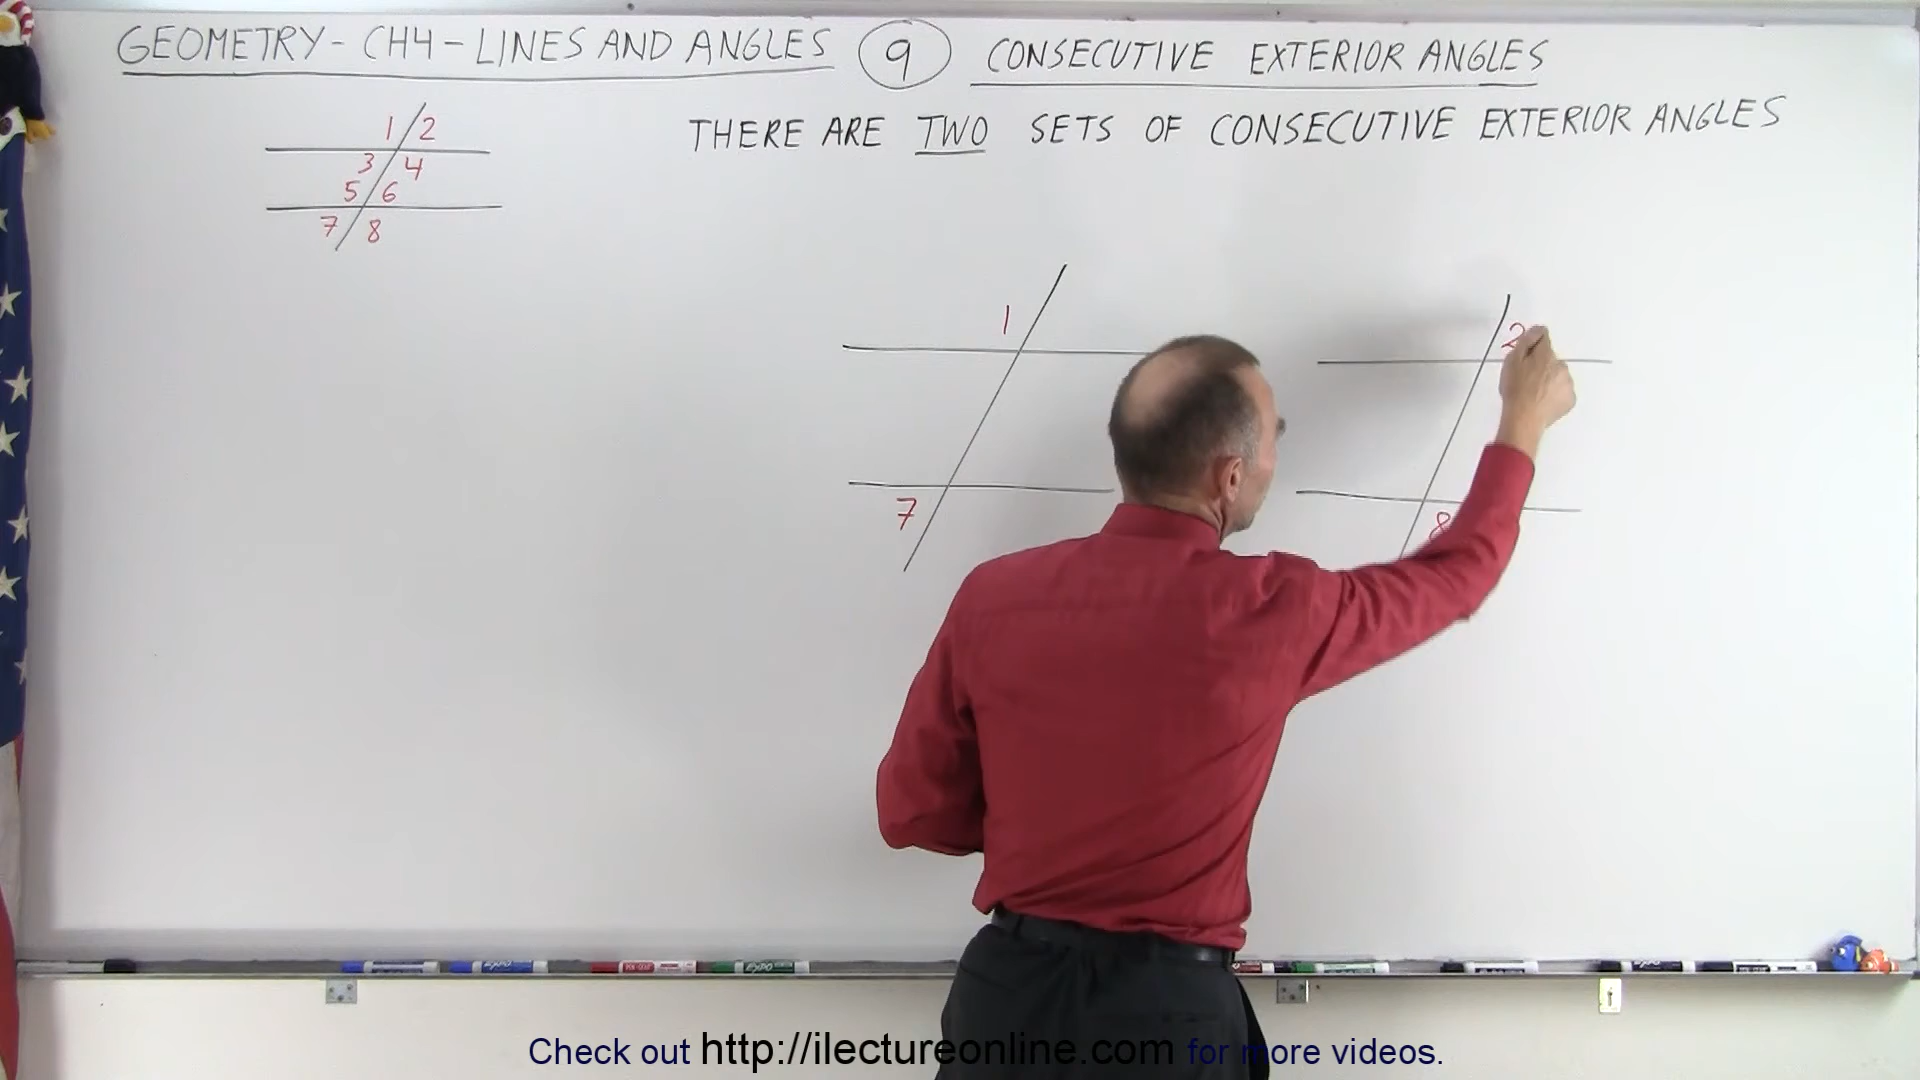 GEOMETRY - CH4 - LINES AND ANGLES 9 CONSECUTIVE EXTERIOR ANGLES
THERE ARE TWO SETS OF CONSECUTIVE EXTERIOR ANGLES
1 2
3 4
5 6
7 8
1
2
7
8
Check out http://ilectureonline.com for more videos.